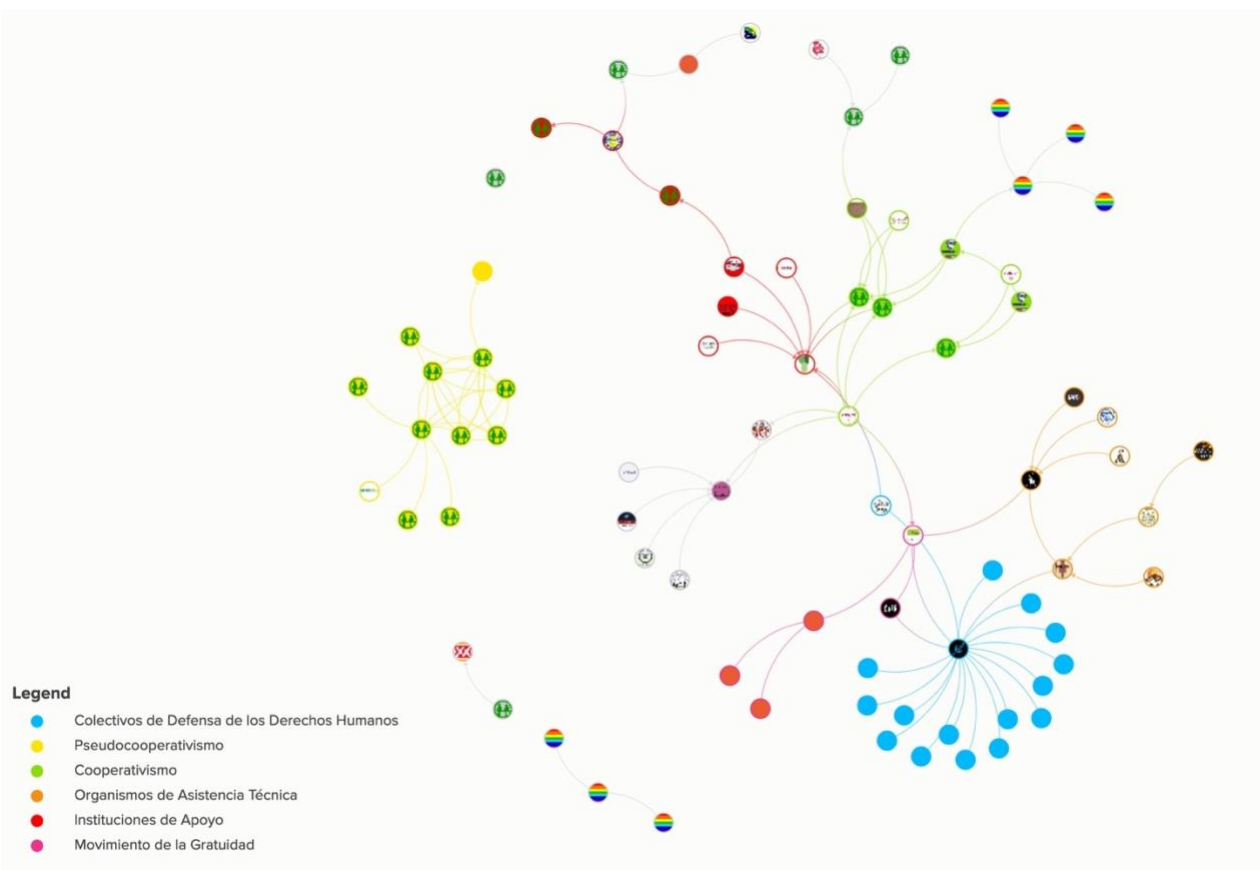 Legend
Colectivos de Defensa de los Derechos Humanos
Pseudocooperativismo
Cooperativismo
Organismos de Asistencia Técnica
Instituciones de Apoyo
Movimiento de la Gratuidad